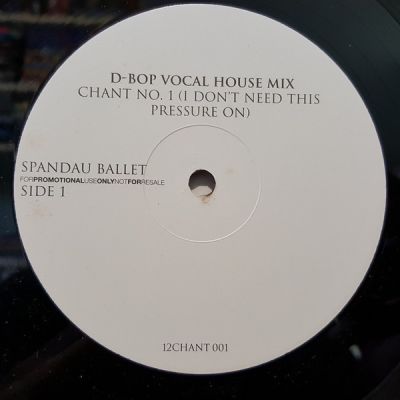 D-BOP VOCAL HOUSE MIX
CHANT NO. 1 (I DON'T NEED THIS
PRESSURE ON)
SPANDAU BALLET
FORPROMOTIONALUSEONLYNOTFORRESALE
SIDE 1
12CHANT 001